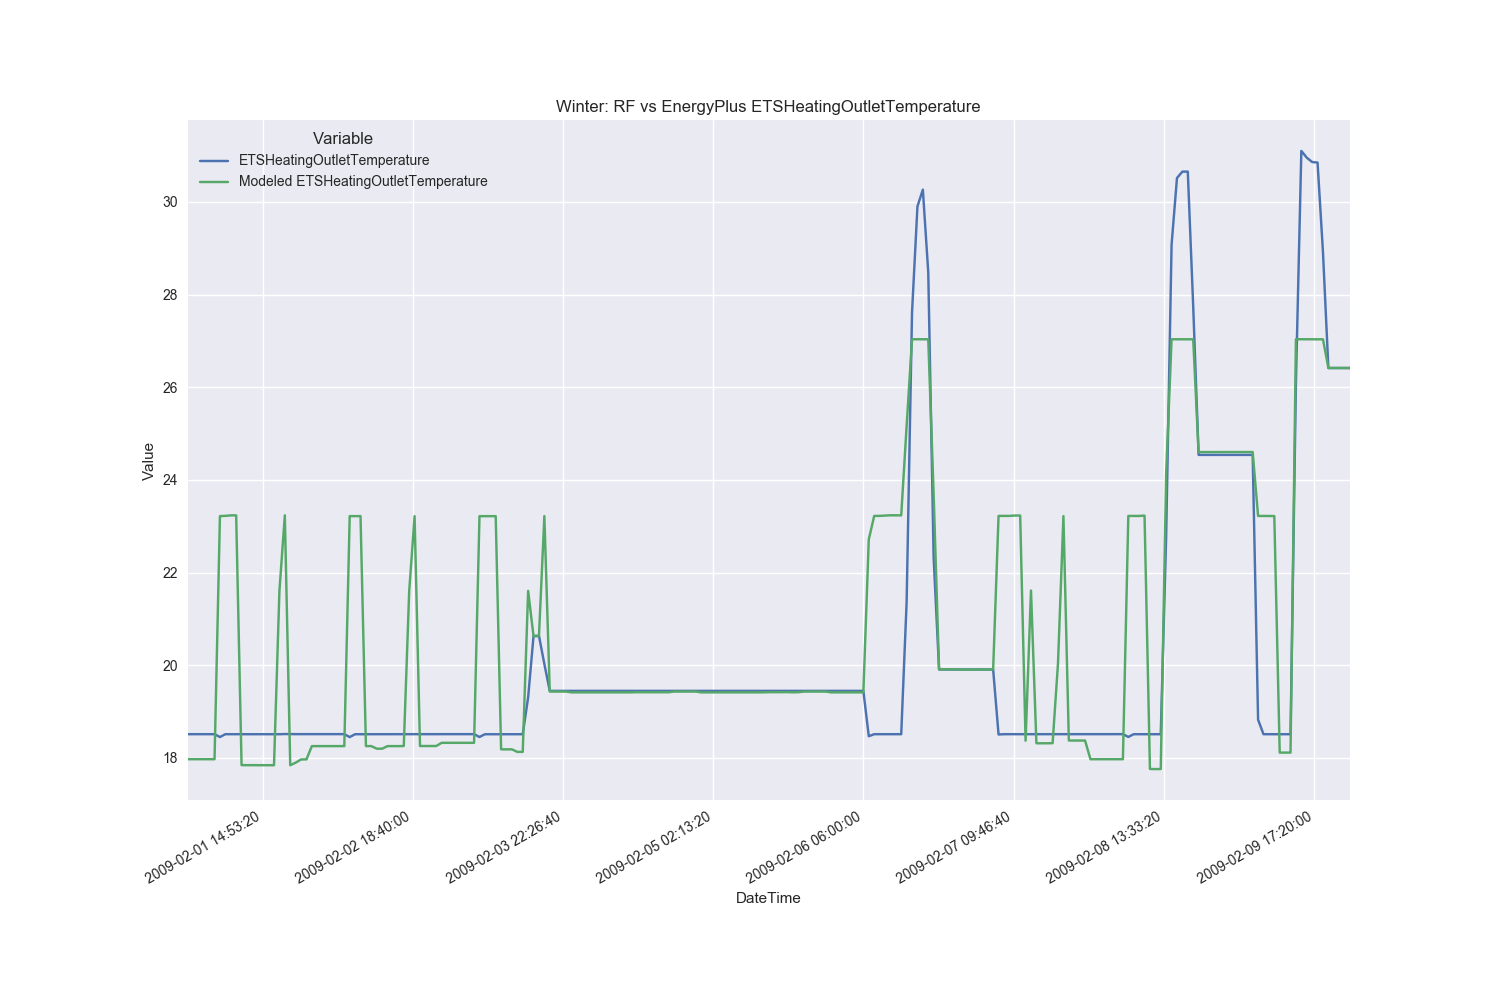 Winter: RF vs EnergyPlus ETSHeatingOutletTemperature
Variable
ETSHeatingOutletTemperature
Modeled ETSHeatingOutletTemperature
30
28
26
24
22
20
18
Value
2009-02-01 14:53:20
2009-02-02 18:40:00
2009-02-03 22:26:40
2009-02-05 02:13:20
2009-02-06 06:00:00
2009-02-07 09:46:40
2009-02-08 13:33:20
2009-02-09 17:20:00
DateTime